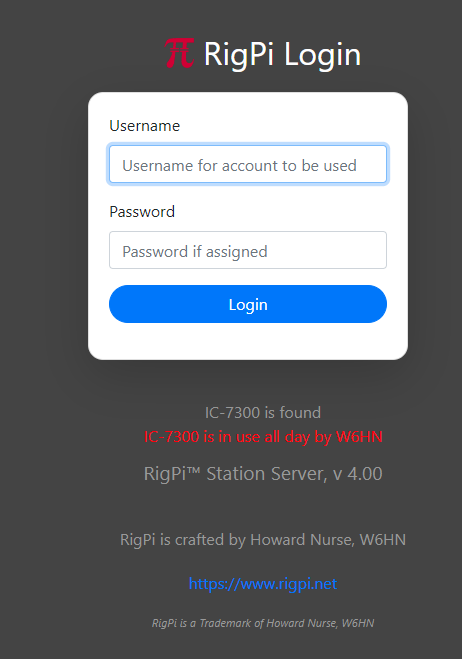 RigPi Login
Username
Username for account to be used
Password
Password if assigned
Login
IC-7300 is found
IC-7300 is in use all day by W6HN
RigPi™ Station Server, v 4.00
RigPi is crafted by Howard Nurse, W6HN
https://www.rigpi.net
RigPi is a Trademark of Howard Nurse, W6HN